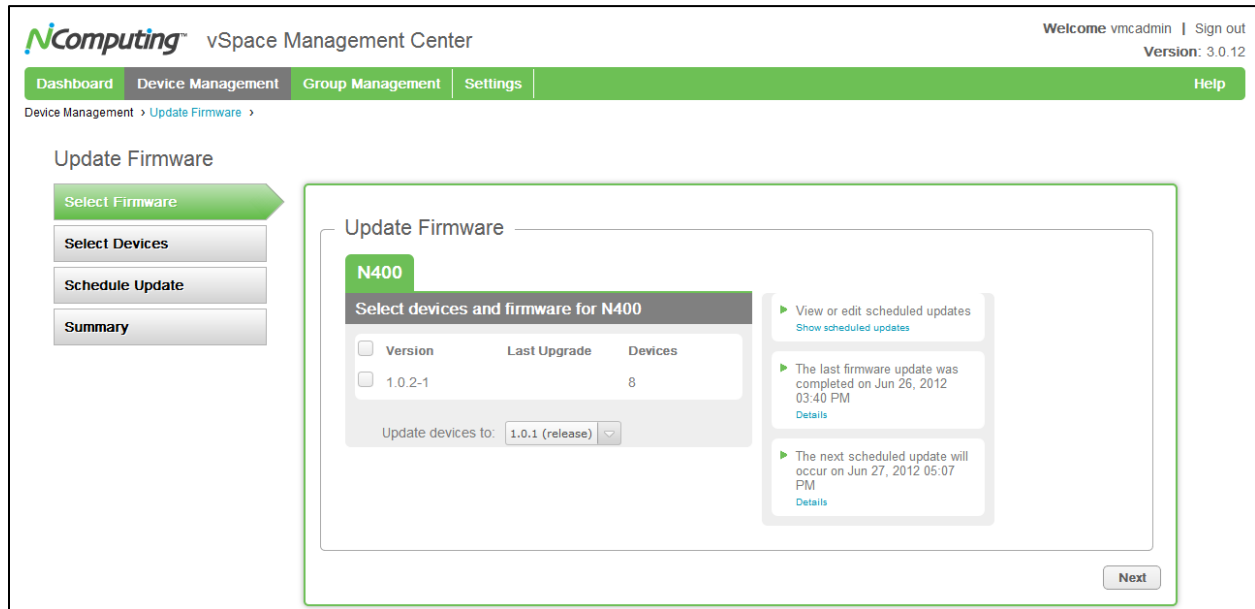 NComputing™ vSpace Management Center
Welcome vmcadmin | Sign out
Version: 3.0.12
Dashboard Device Management Group Management Settings Help
Device Management › Update Firmware ›
Update Firmware
Select Firmware
Select Devices
Schedule Update
Summary
Update Firmware
N400
Select devices and firmware for N400
Version Last Upgrade Devices
1.0.2-1 8
Update devices to: 1.0.1 (release)
View or edit scheduled updates
Show scheduled updates
The last firmware update was
completed on Jun 26, 2012
03:40 PM
Details
The next scheduled update will
occur on Jun 27, 2012 05:07
PM
Details
Next